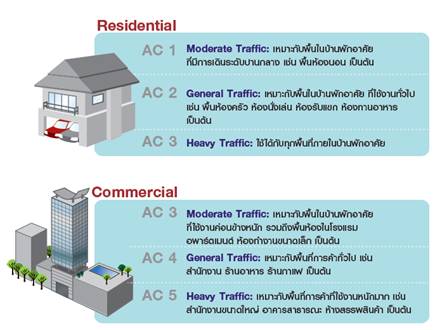 Residential
AC 1 Moderate Traffic: เหมาะกับพื้นในบ้านพักอาศัย
ที่มีการเดินระดับปานกลาง เช่น พื้นห้องนอน เป็นต้น
AC 2 General Traffic: เหมาะกับพื้นในบ้านพักอาศัย ที่ใช้งานทั่วไป
เช่น พื้นห้องครัว ห้องนั่งเล่น ห้องรับแขก ห้องทานอาหาร
เป็นต้น
AC 3 Heavy Traffic: ใช้ได้กับทุกพื้นที่ภายในบ้านพักอาศัย
Commercial
AC 3 Moderate Traffic: เหมาะกับพื้นในบ้านพักอาศัย
ที่ใช้งานค่อนข้างหนัก รวมถึงพื้นห้องในโรงแรม
อพาร์ตเมนต์ ห้องทำงานขนาดเล็ก เป็นต้น
AC 4 General Traffic: เหมาะกับพื้นที่การค้าทั่วไป เช่น
สำนักงาน ร้านอาหาร ร้านกาแฟ เป็นต้น
AC 5 Heavy Traffic: เหมาะกับพื้นที่การค้าที่ใช้งานหนักมาก เช่น
สำนักงานขนาดใหญ่ อาคารสาธารณะ ห้างสรรพสินค้า เป็นต้น